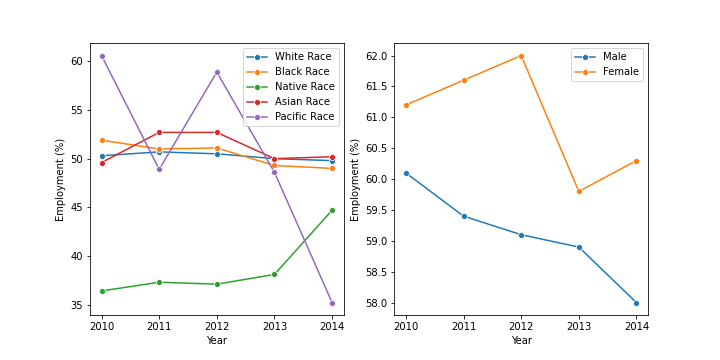 60
55
50
45
40
35
Employment (%)
2010 2011 2012 2013 2014
Year
White Race
Black Race
Native Race
Asian Race
Pacific Race
62.0
61.5
61.0
60.5
60.0
59.5
59.0
58.5
58.0
Employment (%)
2010 2011 2012 2013 2014
Year
Male
Female